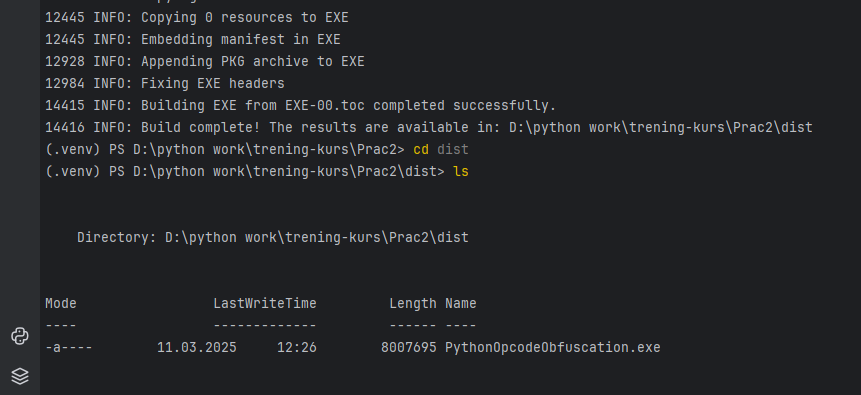 12445 INFO: Copying 0 resources to EXE
12445 INFO: Embedding manifest in EXE
12928 INFO: Appending PKG archive to EXE
12984 INFO: Fixing EXE headers
14415 INFO: Building EXE from EXE-00.toc completed successfully.
14416 INFO: Build complete! The results are available in: D:\python work\trening-kurs\Prac2\dist
(.venv) PS D:\python work\trening-kurs\Prac2> cd dist
(.venv) PS D:\python work\trening-kurs\Prac2\dist> ls
Directory: D:\python work\trening-kurs\Prac2\dist
Mode LastWriteTime Length Name
---- ------------- ------ ----
-a---- 11.03.2025 12:26 8007695 PythonOpcodeObfuscation.exe